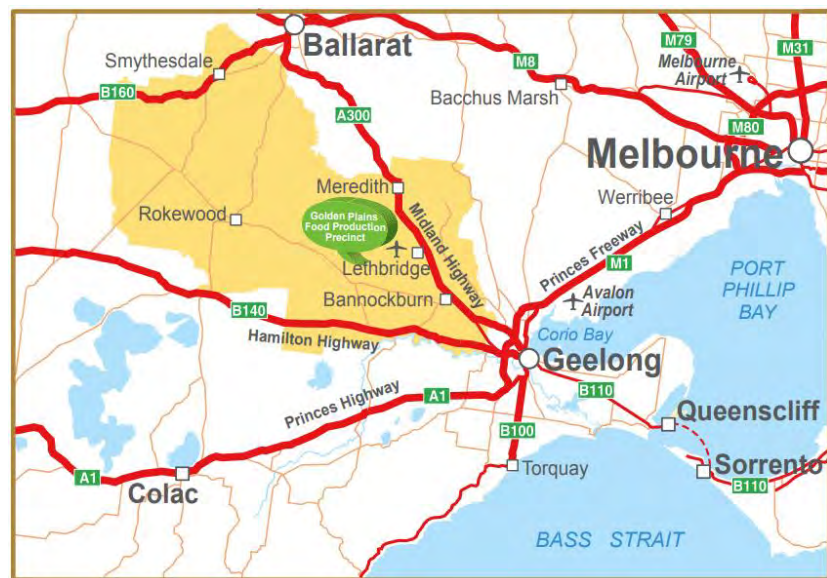 Ballarat
Smythesdale
M79
M31
Melbourne
Airport
M8
B160
Bacchus Marsh
A300
M80
Melbourne
Meredith
Werribee
Rokewood
Golden Plains
Food Production
Precinct
Midland Highway
Lethbridge
Princes Freeway
M1
PORT
PHILLIP
BAY
Bannockburn
Avalon
Airport
B140
Hamilton Highway
Corio Bay
Geelong
Princes Highway
A1
B110
Queenscliff
B100
Torquay
Sorrento
B110
A1
Colac
BASS STRAIT